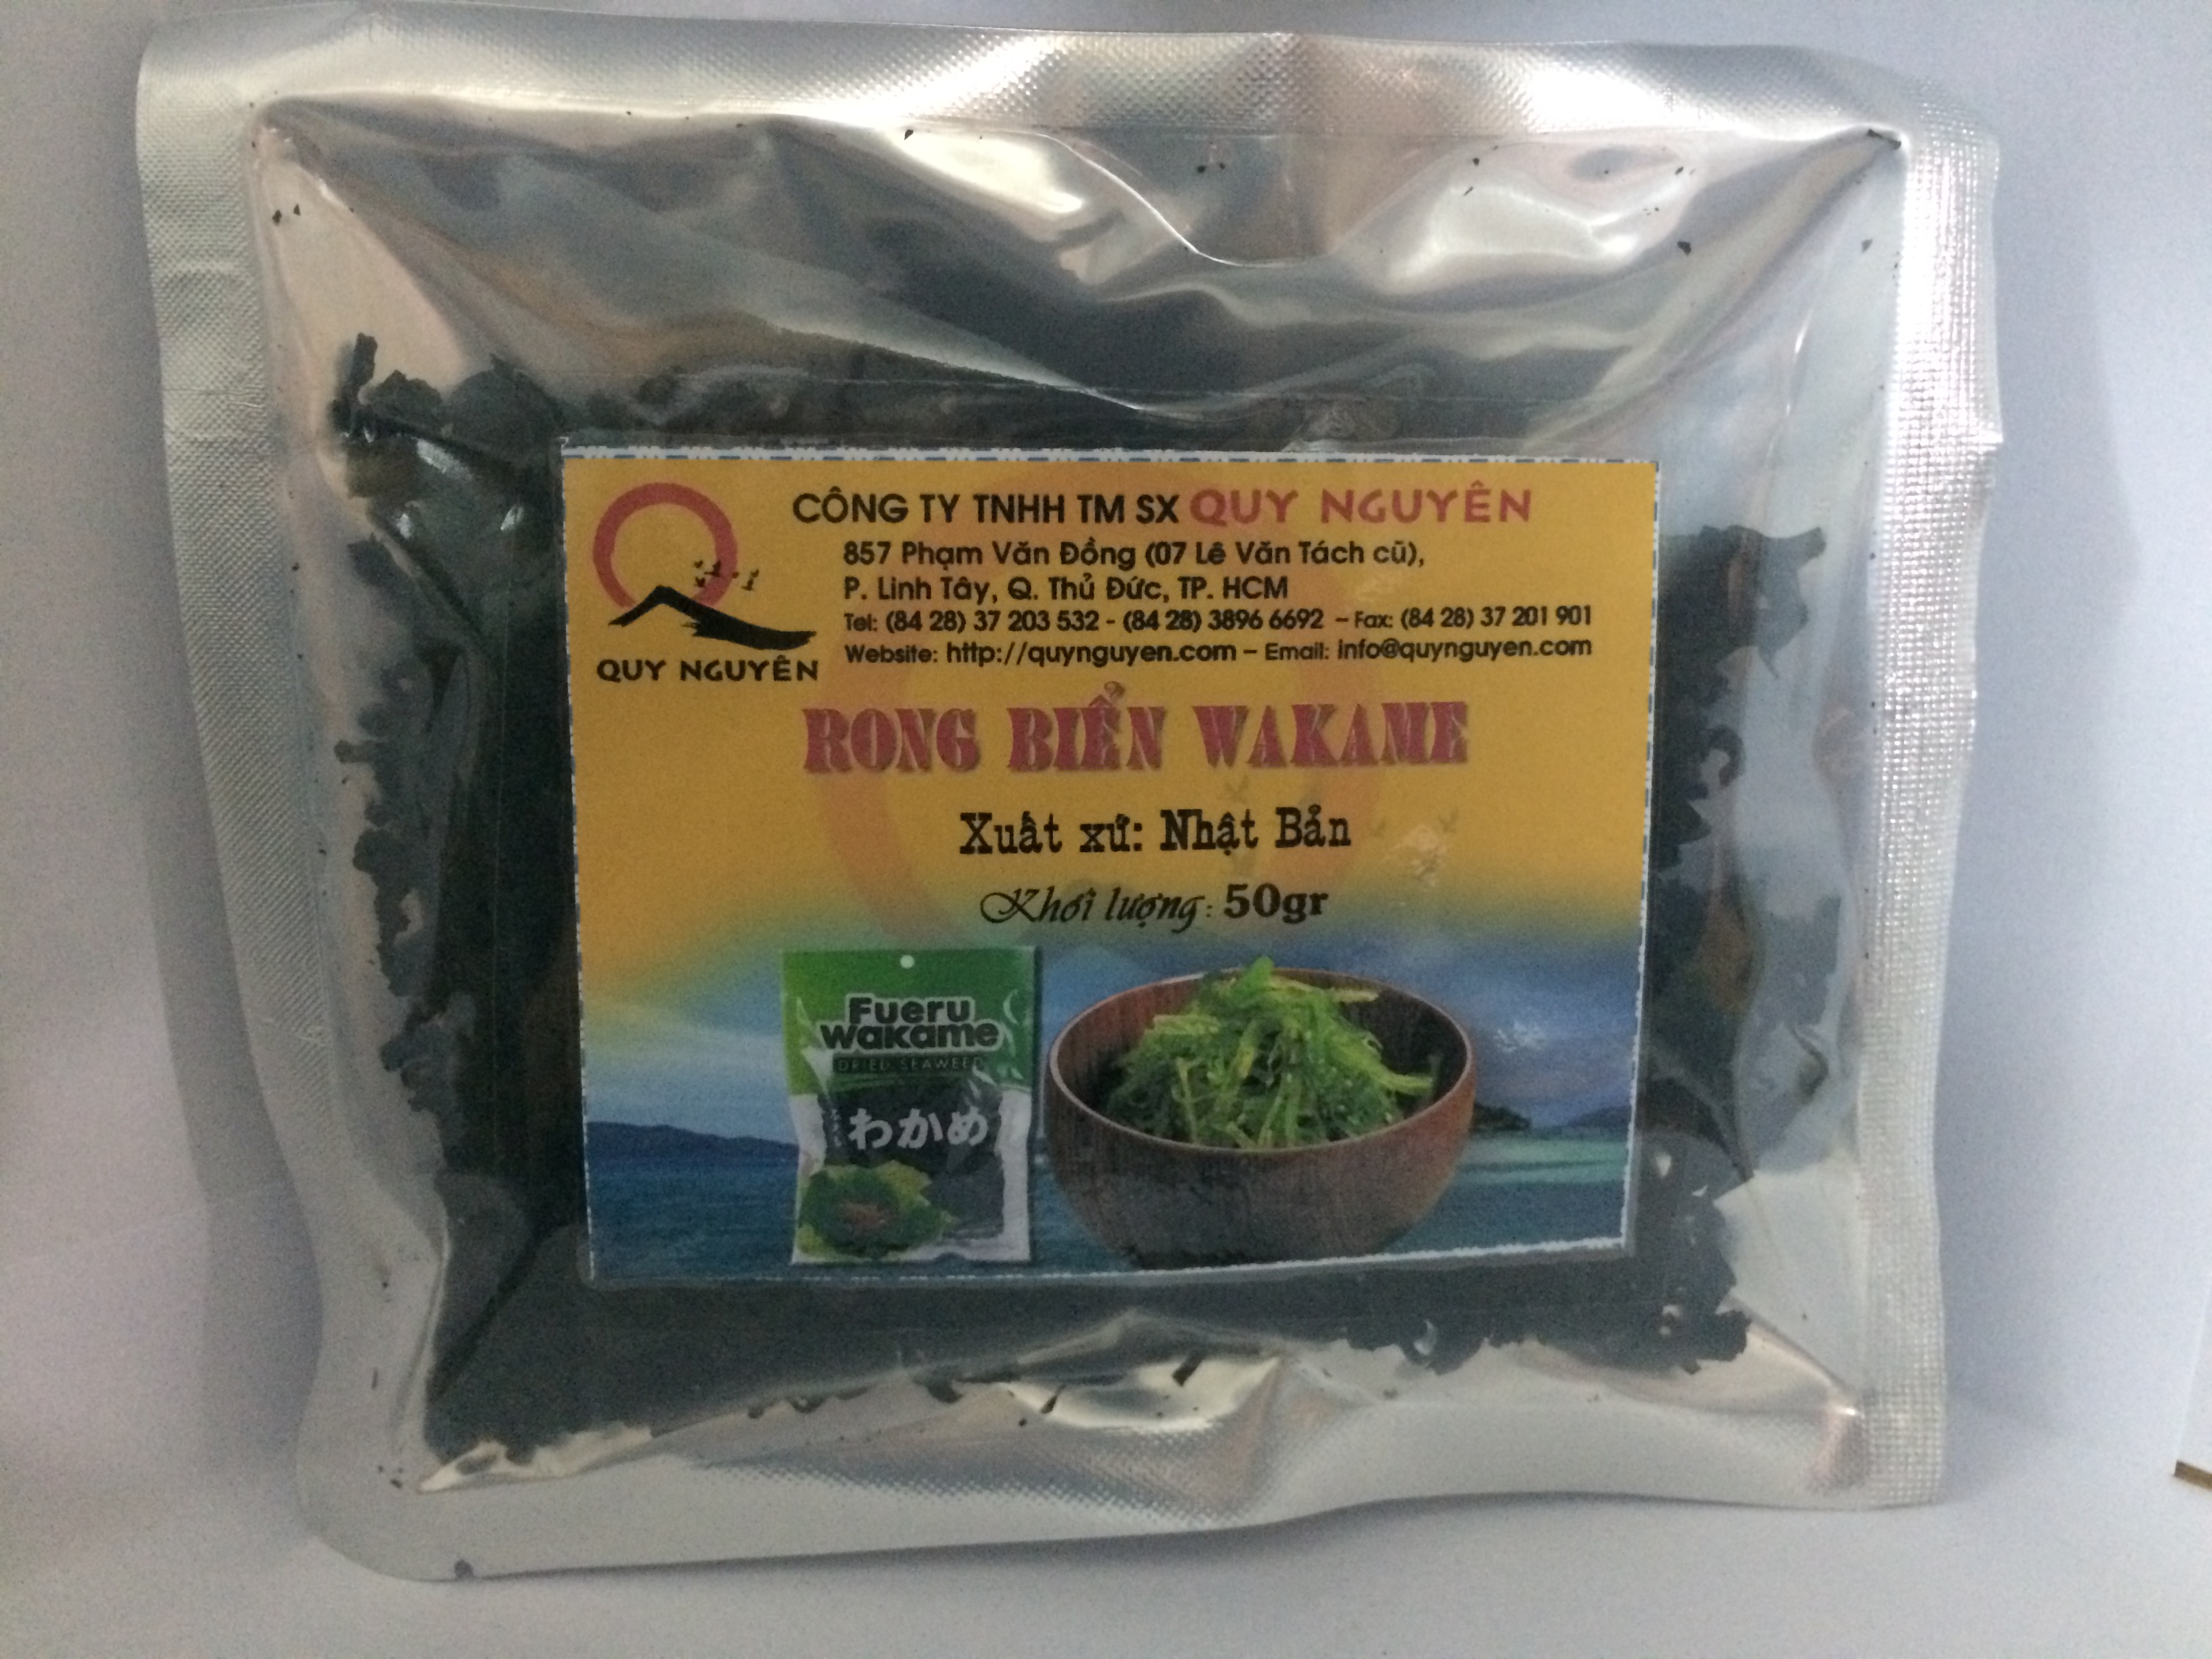 CÔNG TY TNHH TM SX QUY NGUYÊN
857 Phạm Văn Đồng (07 Lê Văn Tách cũ),
P. Linh Tây, Q. Thủ Đức, TP. HCM
Tel: (84 28) 37 203 532 - (84 28) 3896 6692 – Fax: (84 28) 37 201 901
Website: http://quynguyen.com – Email: info@quynguyen.com
QUY NGUYÊN
RONG BIỂN WAKAME
Xuất xứ: Nhật Bản
Khối lượng: 50gr
Fueru
wakame
DRIED SEAWEED
わかめ